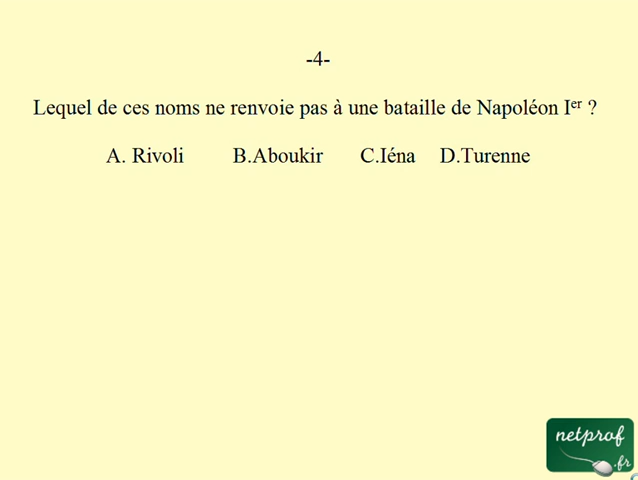 -4-
Lequel de ces noms ne renvoie pas à une bataille de Napoléon Ier ?
A. Rivoli B.Aboukir C.Iéna D.Turenne
netprof
.fr